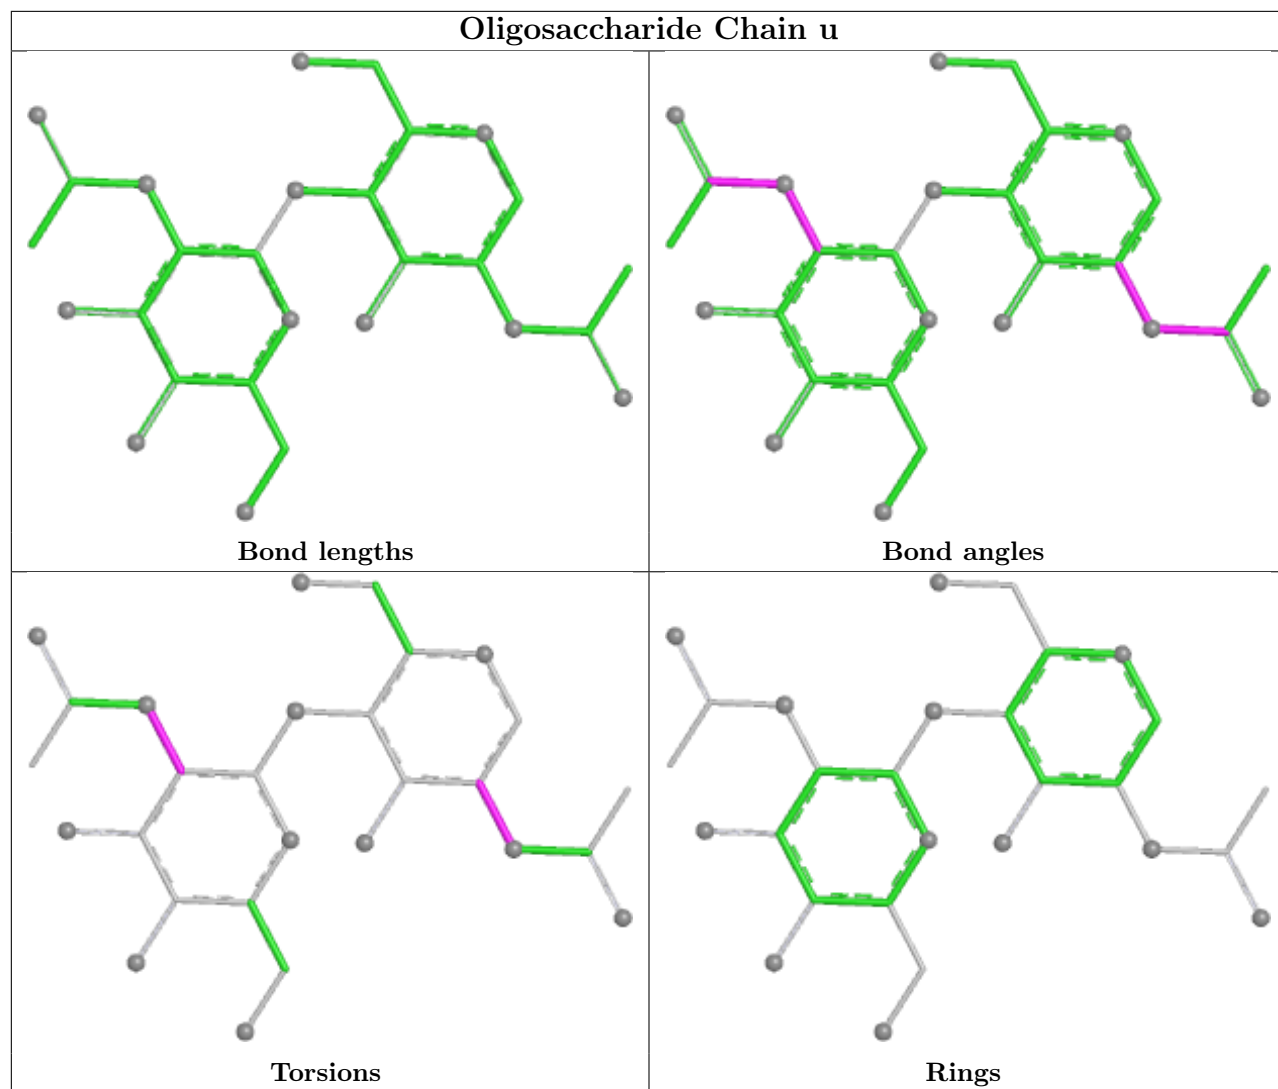 Oligosaccharide Chain u
Bond lengths
Bond angles
Torsions
Rings